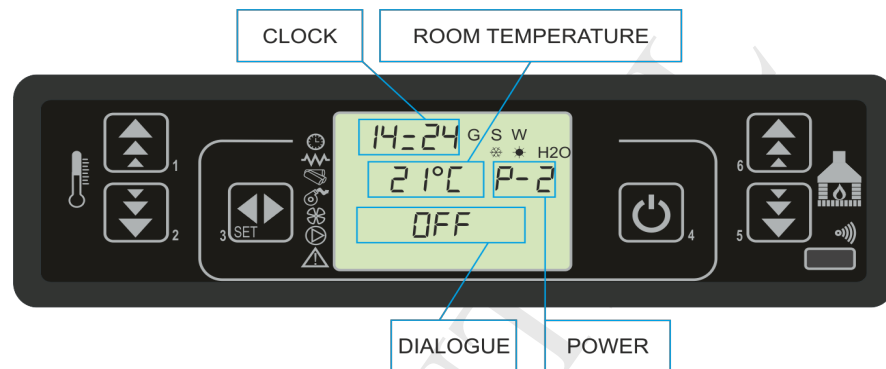 CLOCK ROOM TEMPERATURE
14=24 G S W
H2O
1 21°C P-2 6
3 SET OFF 4
2 5
DIALOGUE POWER